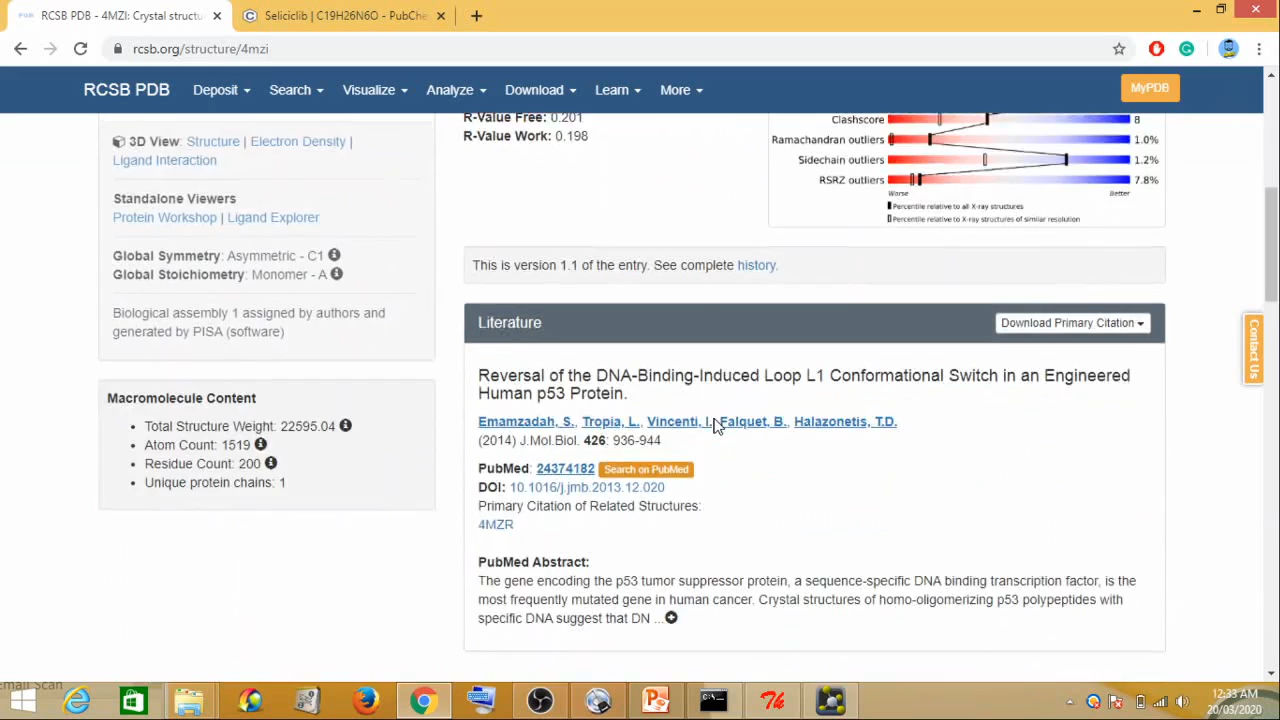 RCSB PDB - 4MZI: Crystal structu
Seliciclib | C19H26N6O - PubChe
rcsb.org/structure/4mzi
RCSB PDB Deposit Search Visualize Analyze Download Learn More MyPDB
3D View: Structure | Electron Density |
Ligand Interaction
Standalone Viewers
Protein Workshop | Ligand Explorer
Global Symmetry: Asymmetric - C1
Global Stoichiometry: Monomer - A
Biological assembly 1 assigned by authors and
generated by PISA (software)
Macromolecule Content
• Total Structure Weight: 22595.04
• Atom Count: 1519
• Residue Count: 200
• Unique protein chains: 1
R-Value Free: 0.201
R-Value Work: 0.198
Clashscore 8
Ramachandran outliers 1.0%
Sidechain outliers 1.2%
RSRZ outliers 7.8%
Worse Better
Percentile relative to all X-ray structures
Percentile relative to X-ray structures of similar resolution
This is version 1.1 of the entry. See complete history.
Literature
Download Primary Citation
Reversal of the DNA-Binding-Induced Loop L1 Conformational Switch in an Engineered
Human p53 Protein.
Emamzadah, S., Tropia, L., Vincenti, I., Falquet, B., Halazonetis, T.D.
(2014) J.Mol.Biol. 426: 936-944
PubMed: 24374182 Search on PubMed
DOI: 10.1016/j.jmb.2013.12.020
Primary Citation of Related Structures:
4MZR
PubMed Abstract:
The gene encoding the p53 tumor suppressor protein, a sequence-specific DNA binding transcription factor, is the
most frequently mutated gene in human cancer. Crystal structures of homo-oligomerizing p53 polypeptides with
specific DNA suggest that DN ...
Contact Us
Email Scan
12:33 AM
20/03/2020